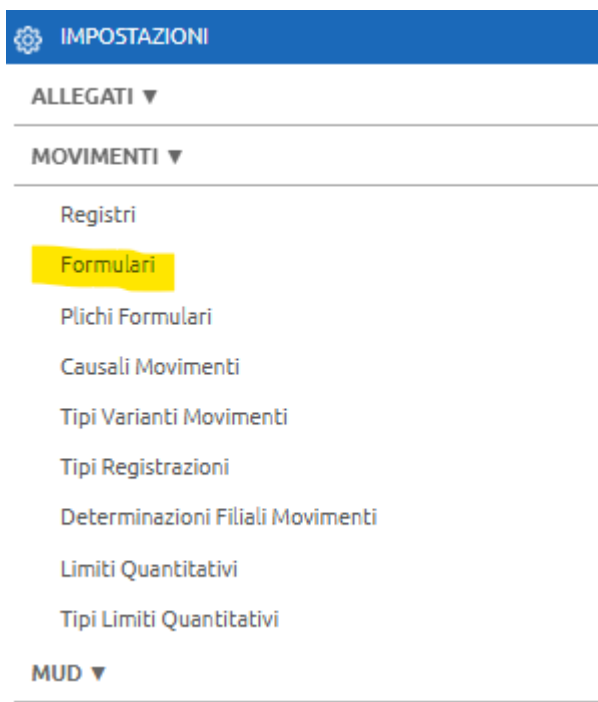 IMPOSTAZIONI
ALLEGATI ▼
MOVIMENTI ▼
Registri
Formulari
Plichi Formulari
Causali Movimenti
Tipi Varianti Movimenti
Tipi Registrazioni
Determinazioni Filiali Movimenti
Limiti Quantitativi
Tipi Limiti Quantitativi
MUD ▼